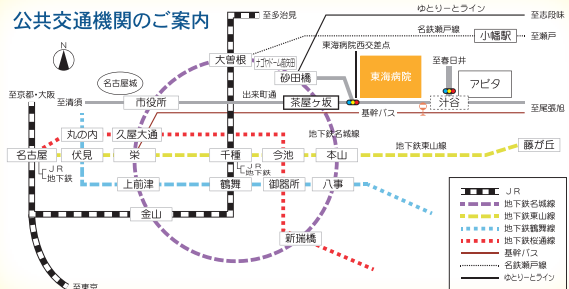 公共交通機関のご案内
至多治見
ゆとりーとライン
至志段味
名鉄瀬戸線
小幡駅
至瀬戸
N
大曽根
ナゴヤドーム前矢田
東海病院西交差点
砂田橋
東海病院
至春日井
アピタ
名古屋城
至京都・大阪
至清須
市役所
出来町通
茶屋ヶ坂
汁谷
至尾張旭
基幹バス
丸の内
久屋大通
地下鉄名城線
地下鉄東山線
藤が丘
名古屋
伏見
栄
千種
今池
本山
JR
地下鉄
JR
地下鉄
上前津
鶴舞
御器所
八事
金山
新瑞橋
至東京
JR
地下鉄名城線
地下鉄東山線
地下鉄鶴舞線
地下鉄桜通線
基幹バス
名鉄瀬戸線
ゆとりーとライン